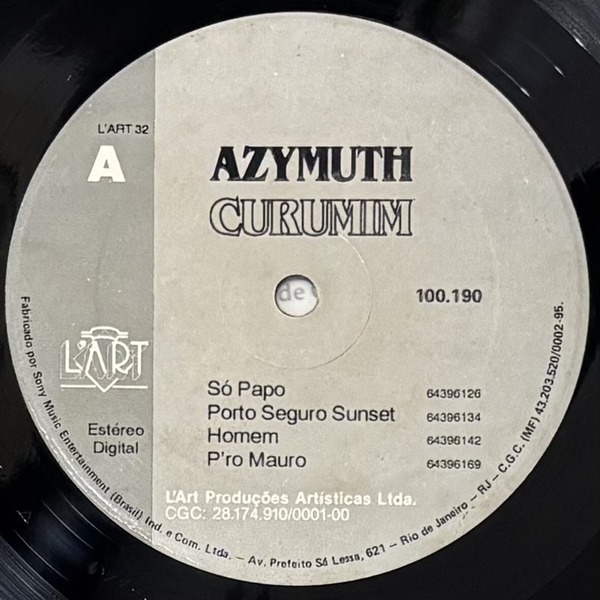 L'ART 32
A
AZYMUTH
CURUMIM
de
100.190
L'ART
Estéreo
Digital
Só Papo 64396126
Porto Seguro Sunset 64396134
Homem 64396142
P'ro Mauro 64396169
L'Art Produções Artísticas Ltda.
CGC: 28.174.910/0001-00
Fabricado por Sony Music Entertainment (Brasil) Ind. e Com. Ltda. - Av. Prefeito Sá Lessa, 621 - Rio de Janeiro - RJ - C.G.C. (MF) 43.203.520/0002-95.